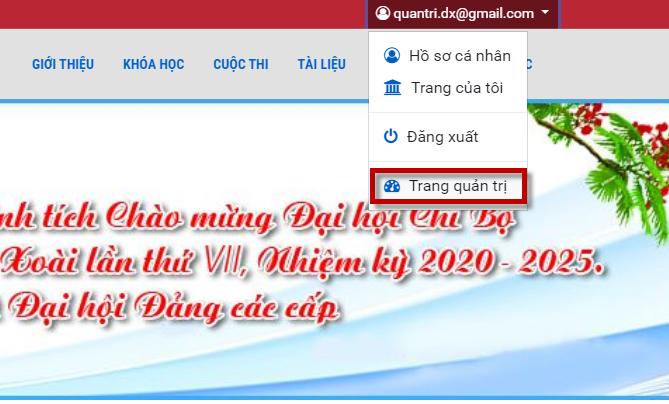 quantri.dx@gmail.com
GIỚI THIỆU KHÓA HỌC CUỘC THI TÀI LIỆU C
Hồ sơ cá nhân
Trang của tôi
Đăng xuất
Trang quản trị
nh tích Chào mừng Đại hội Chi Bộ
Xoài lần thứ VII, Nhiệm kỳ 2020 - 2025.
Đại hội Đảng các cấp